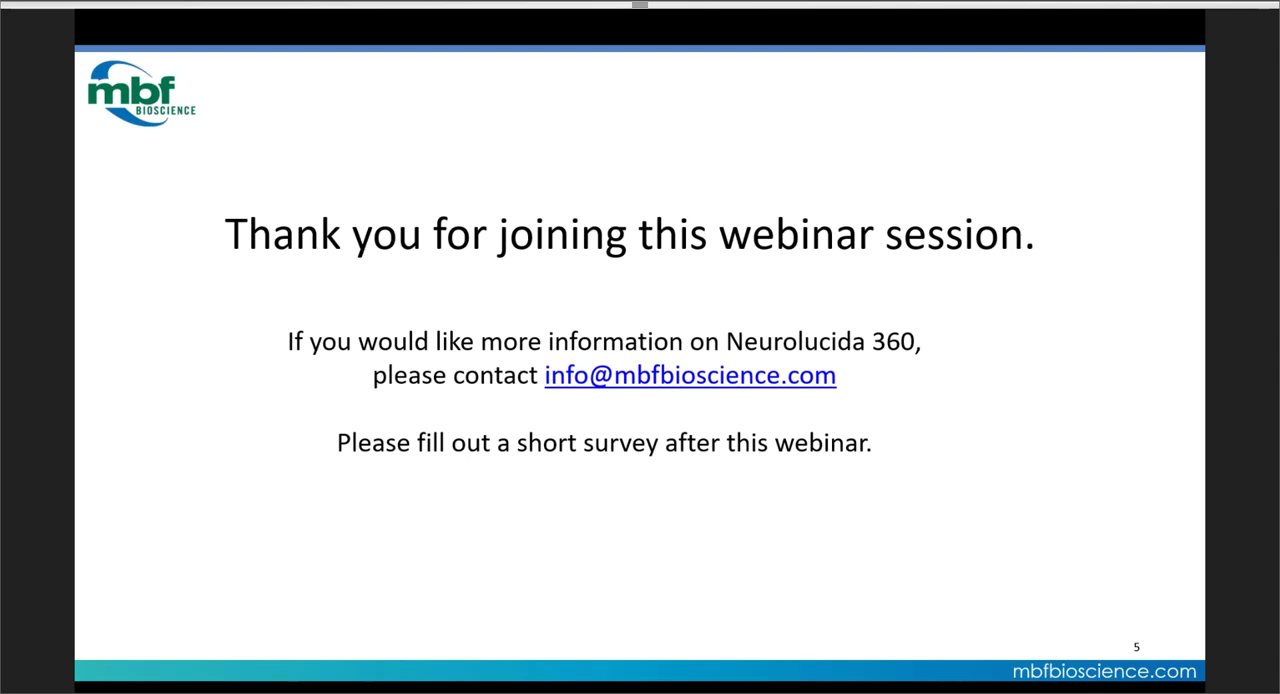 mbf
BIOSCIENCE
Thank you for joining this webinar session.
If you would like more information on Neurolucida 360,
please contact info@mbfbioscience.com
Please fill out a short survey after this webinar.
5
mbfbioscience.com